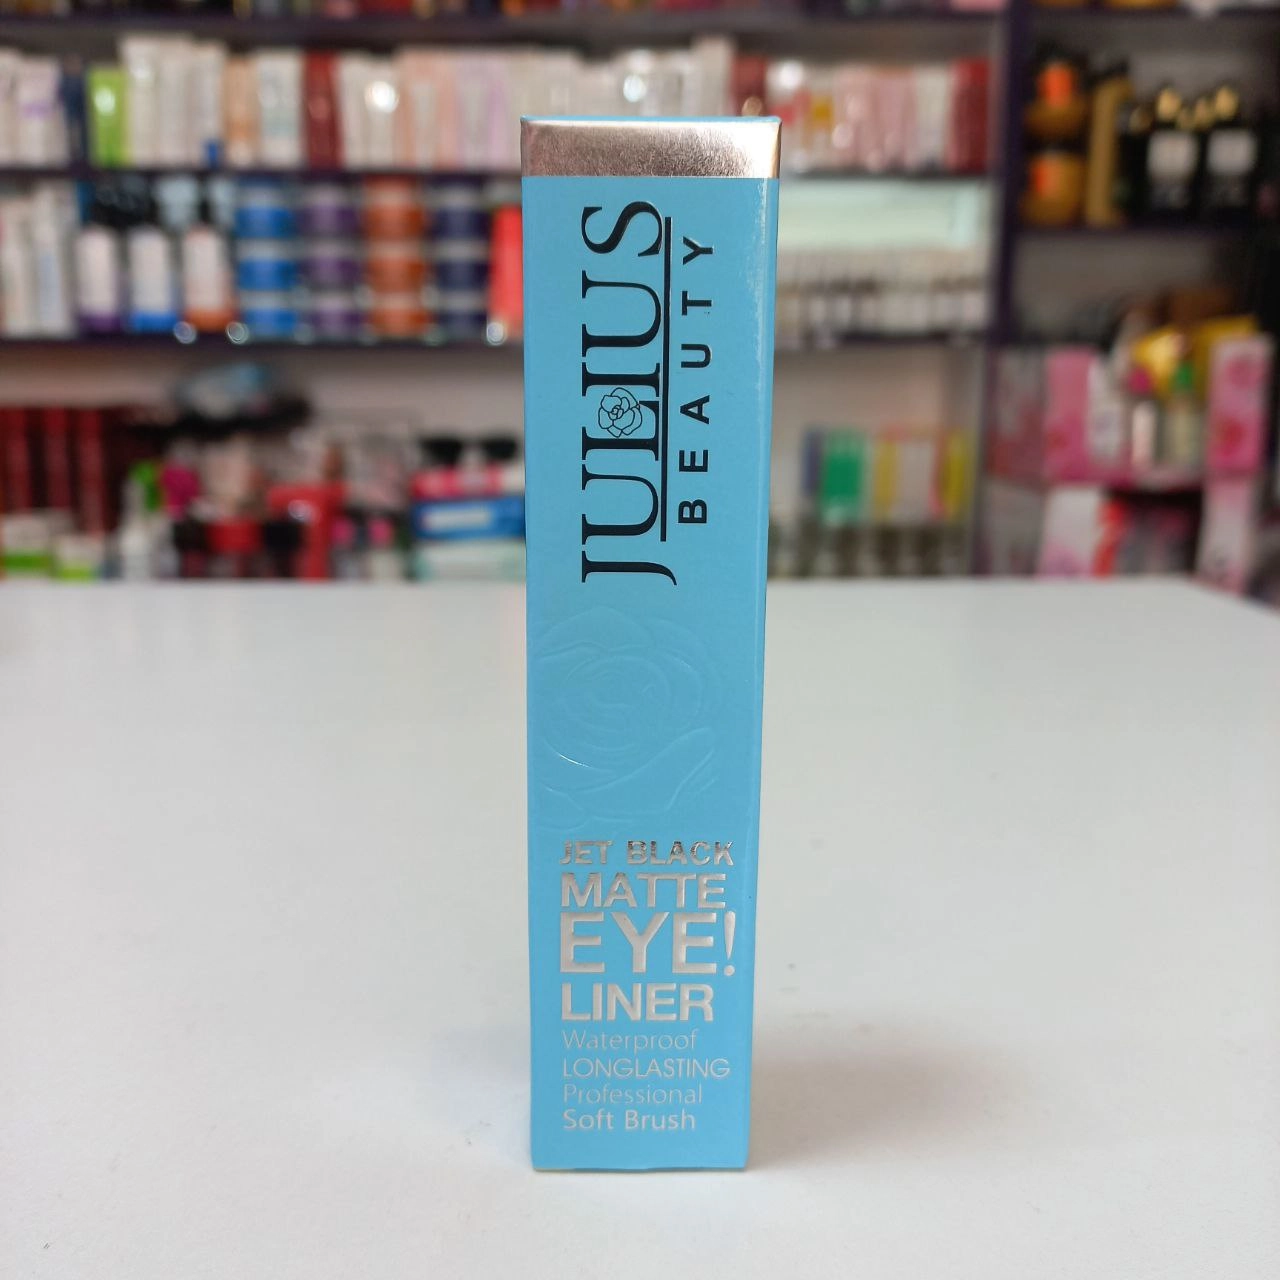 JULIUS
BEAUTY
JET BLACK
MATTE
EYE!
LINER
Waterproof
LONGLASTING
Professional
Soft Brush